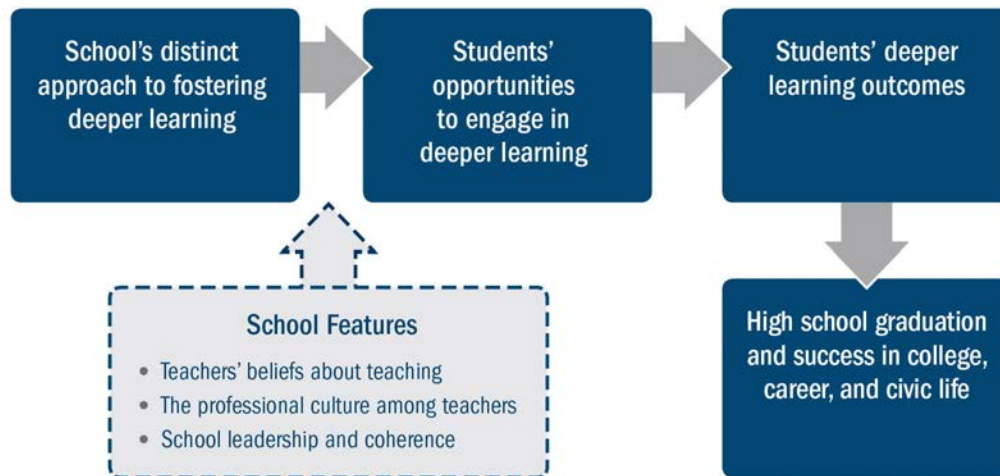 School’s distinct
approach to fostering
deeper learning
Students’
opportunities
to engage in
deeper learning
Students’ deeper
learning outcomes
School Features
• Teachers’ beliefs about teaching
• The professional culture among teachers
• School leadership and coherence
High school graduation
and success in college,
career, and civic life